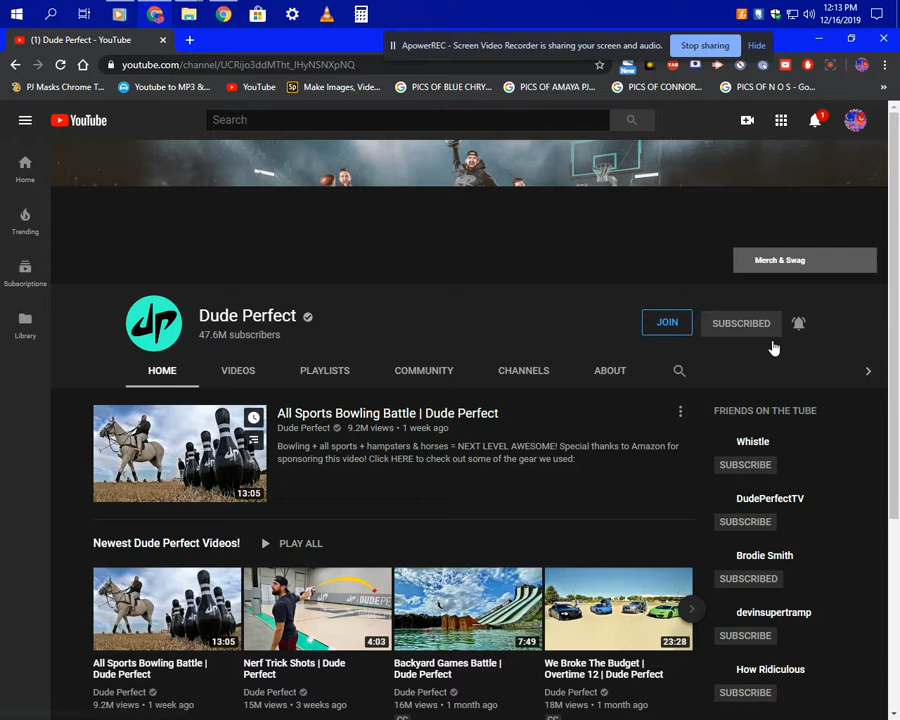 12:13 PM
12/16/2019
(1) Dude Perfect - YouTube
ApowerREC - Screen Video Recorder is sharing your screen and audio.
Stop sharing
Hide
youtube.com/channel/UCRijo3ddMTht_IHyNSNXpNQ
New
PJ Masks Chrome T...
Youtube to MP3 &...
YouTube
Sp Make Images, Vide...
PICS OF BLUE CHRY...
PICS OF AMAYA PJ...
PICS OF CONNOR...
PICS OF N O S - Go...
YouTube
Search
1
Home
Trending
Subscriptions
Library
Merch & Swag
dp
Dude Perfect
47.6M subscribers
JOIN
SUBSCRIBED
HOME
VIDEOS
PLAYLISTS
COMMUNITY
CHANNELS
ABOUT
13:05
All Sports Bowling Battle | Dude Perfect
Dude Perfect 9.2M views • 1 week ago
Bowling + all sports + hampsters & horses = NEXT LEVEL AWESOME! Special thanks to Amazon for
sponsoring this video! Click HERE to check out some of the gear we used:
FRIENDS ON THE TUBE
Whistle
SUBSCRIBE
DudePerfectTV
SUBSCRIBE
Brodie Smith
SUBSCRIBED
devinsupertramp
SUBSCRIBE
How Ridiculous
SUBSCRIBE
Newest Dude Perfect Videos!
PLAY ALL
13:05
All Sports Bowling Battle |
Dude Perfect
Dude Perfect
9.2M views • 1 week ago
4:03
Nerf Trick Shots | Dude
Perfect
Dude Perfect
15M views • 3 weeks ago
7:49
Backyard Games Battle |
Dude Perfect
Dude Perfect
16M views • 1 month ago
CC
23:28
We Broke The Budget |
Overtime 12 | Dude Perfect
Dude Perfect
18M views • 1 month ago
CC